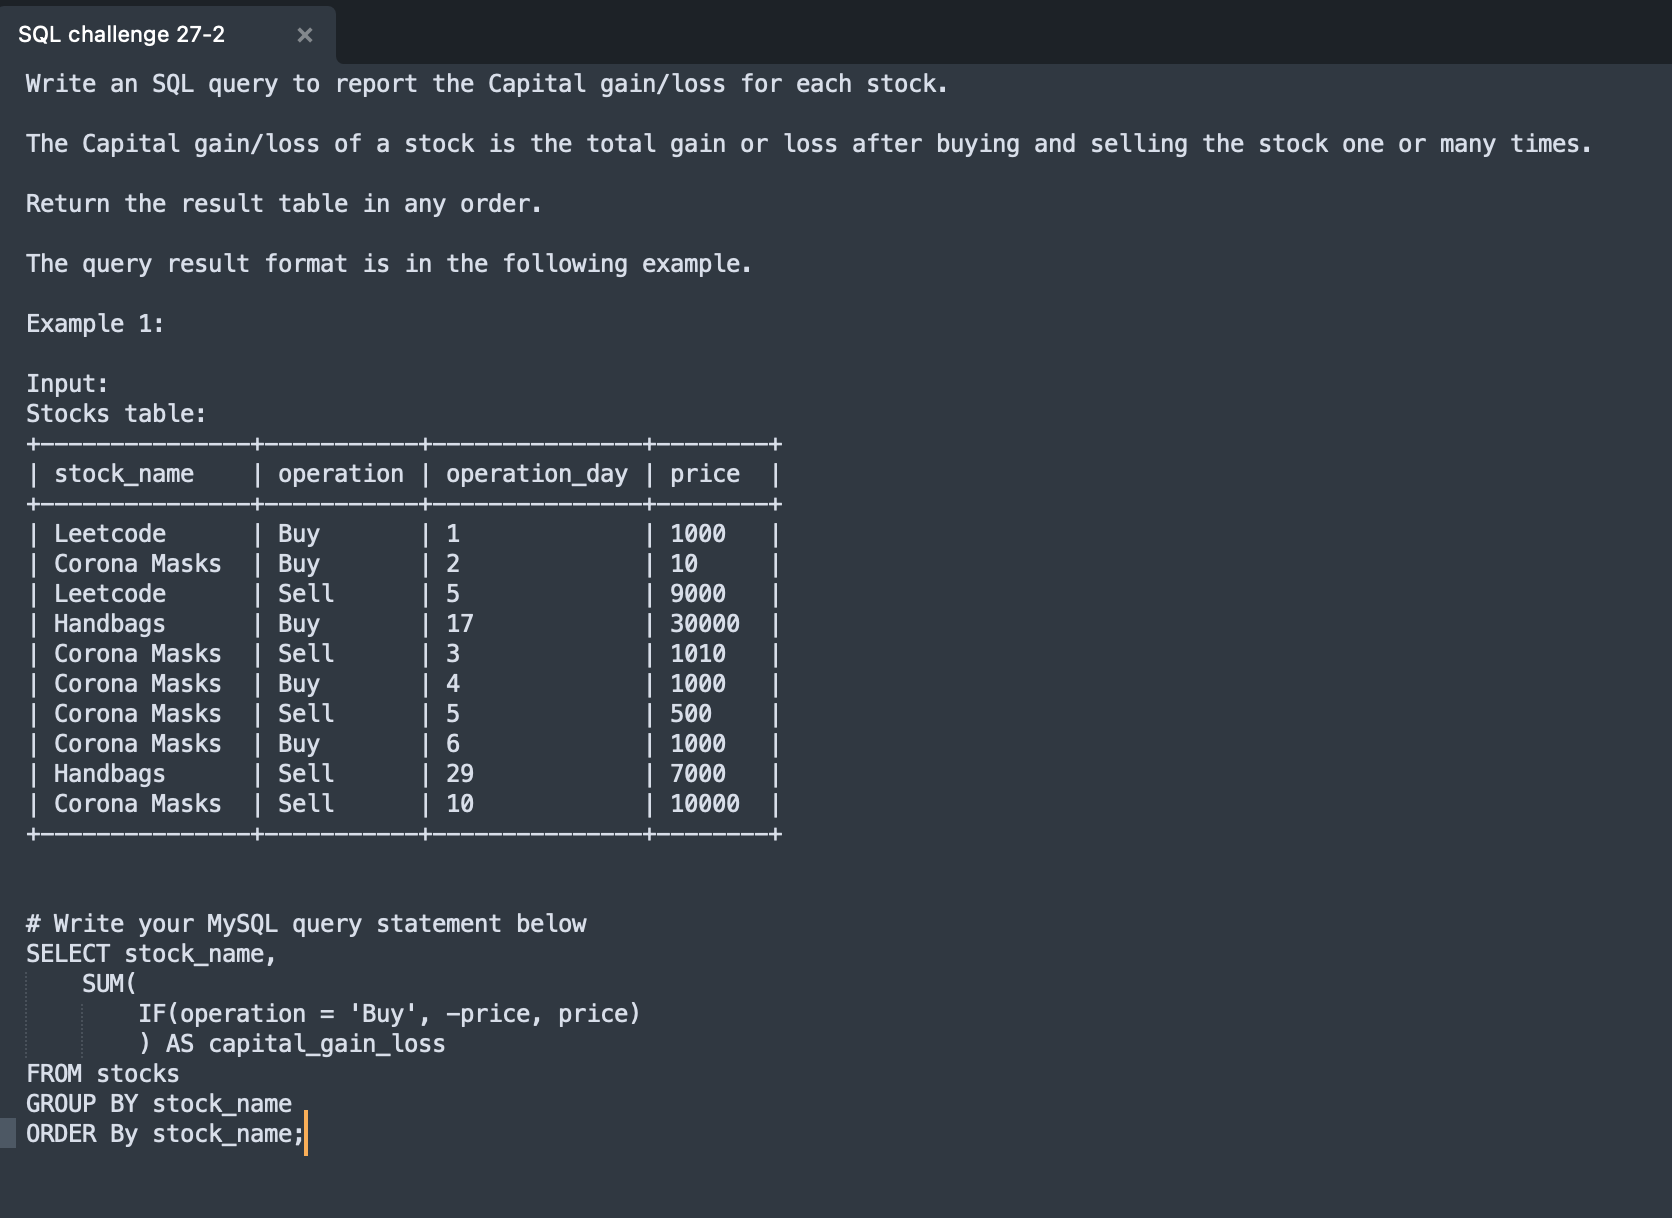 SQL challenge 27-2 ×
Write an SQL query to report the Capital gain/loss for each stock.
The Capital gain/loss of a stock is the total gain or loss after buying and selling the stock one or many times.
Return the result table in any order.
The query result format is in the following example.
Example 1:
Input:
Stocks table:
+---------------+-----------+---------------+--------+
| stock_name    | operation | operation_day | price  |
+---------------+-----------+---------------+--------+
| Leetcode      | Buy       | 1             | 1000   |
| Corona Masks  | Buy       | 2             | 10     |
| Leetcode      | Sell      | 5             | 9000   |
| Handbags      | Buy       | 17            | 30000  |
| Corona Masks  | Sell      | 3             | 1010   |
| Corona Masks  | Buy       | 4             | 1000   |
| Corona Masks  | Sell      | 5             | 500    |
| Corona Masks  | Buy       | 6             | 1000   |
| Handbags      | Sell      | 29            | 7000   |
| Corona Masks  | Sell      | 10            | 10000  |
+---------------+-----------+---------------+--------+
# Write your MySQL query statement below
SELECT stock_name,
    SUM(
        IF(operation = 'Buy', -price, price)
        ) AS capital_gain_loss
FROM stocks
GROUP BY stock_name
ORDER By stock_name;